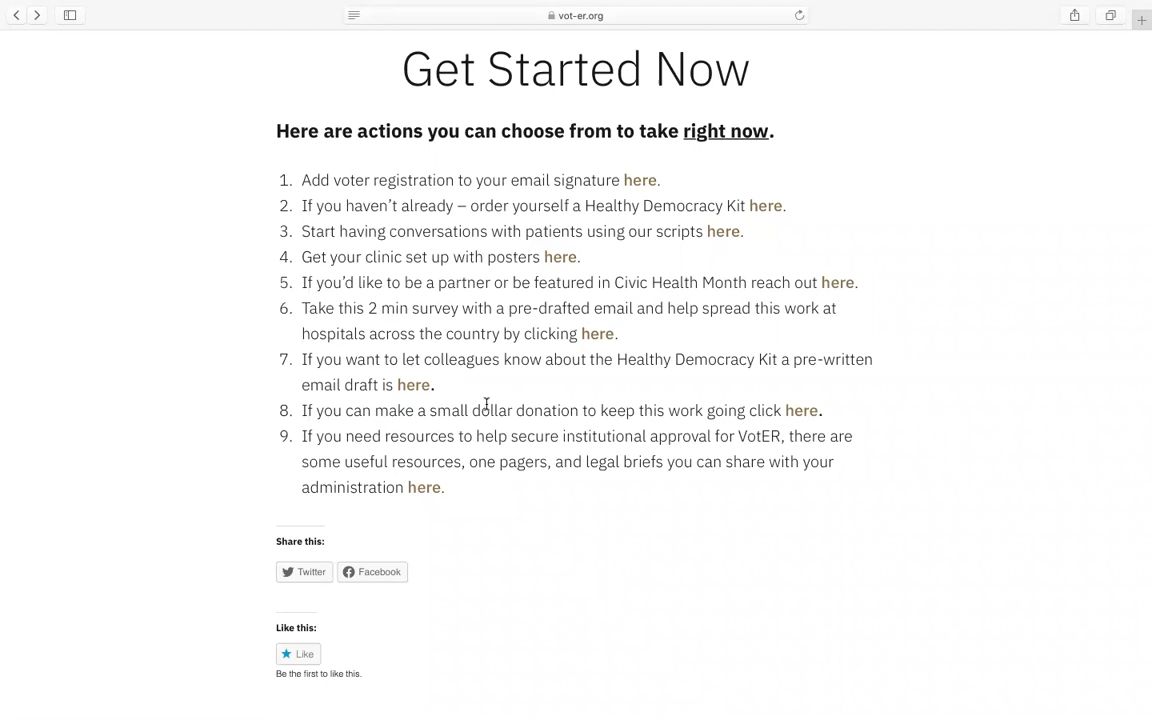 vot-er.org
Get Started Now
Here are actions you can choose from to take right now.
1. Add voter registration to your email signature here.
2. If you haven’t already – order yourself a Healthy Democracy Kit here.
3. Start having conversations with patients using our scripts here.
4. Get your clinic set up with posters here.
5. If you’d like to be a partner or be featured in Civic Health Month reach out here.
6. Take this 2 min survey with a pre-drafted email and help spread this work at
hospitals across the country by clicking here.
7. If you want to let colleagues know about the Healthy Democracy Kit a pre-written
email draft is here.
8. If you can make a small dollar donation to keep this work going click here.
9. If you need resources to help secure institutional approval for VotER, there are
some useful resources, one pagers, and legal briefs you can share with your
administration here.
Share this:
Twitter Facebook
Like this:
Like
Be the first to like this.